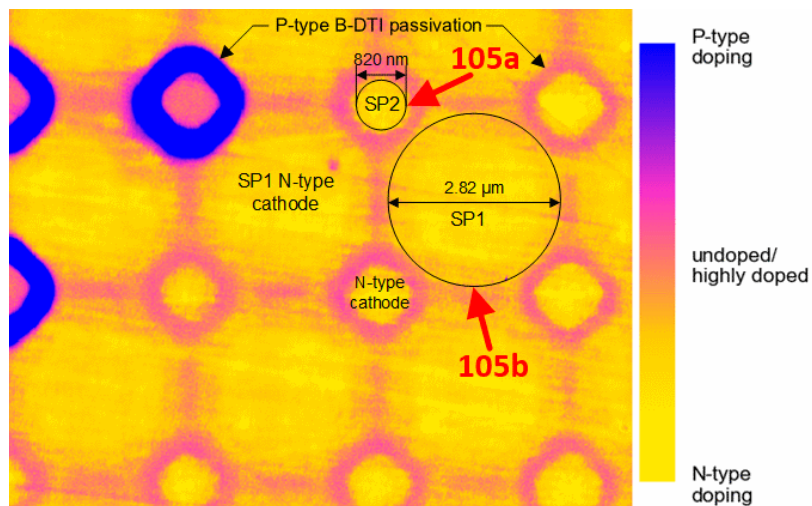 P-type B-DTI passivation
820 nm
SP2
105a
SP1 N-type
cathode
2.82 µm
SP1
N-type
cathode
105b
P-type
doping
undoped/
highly doped
N-type
doping